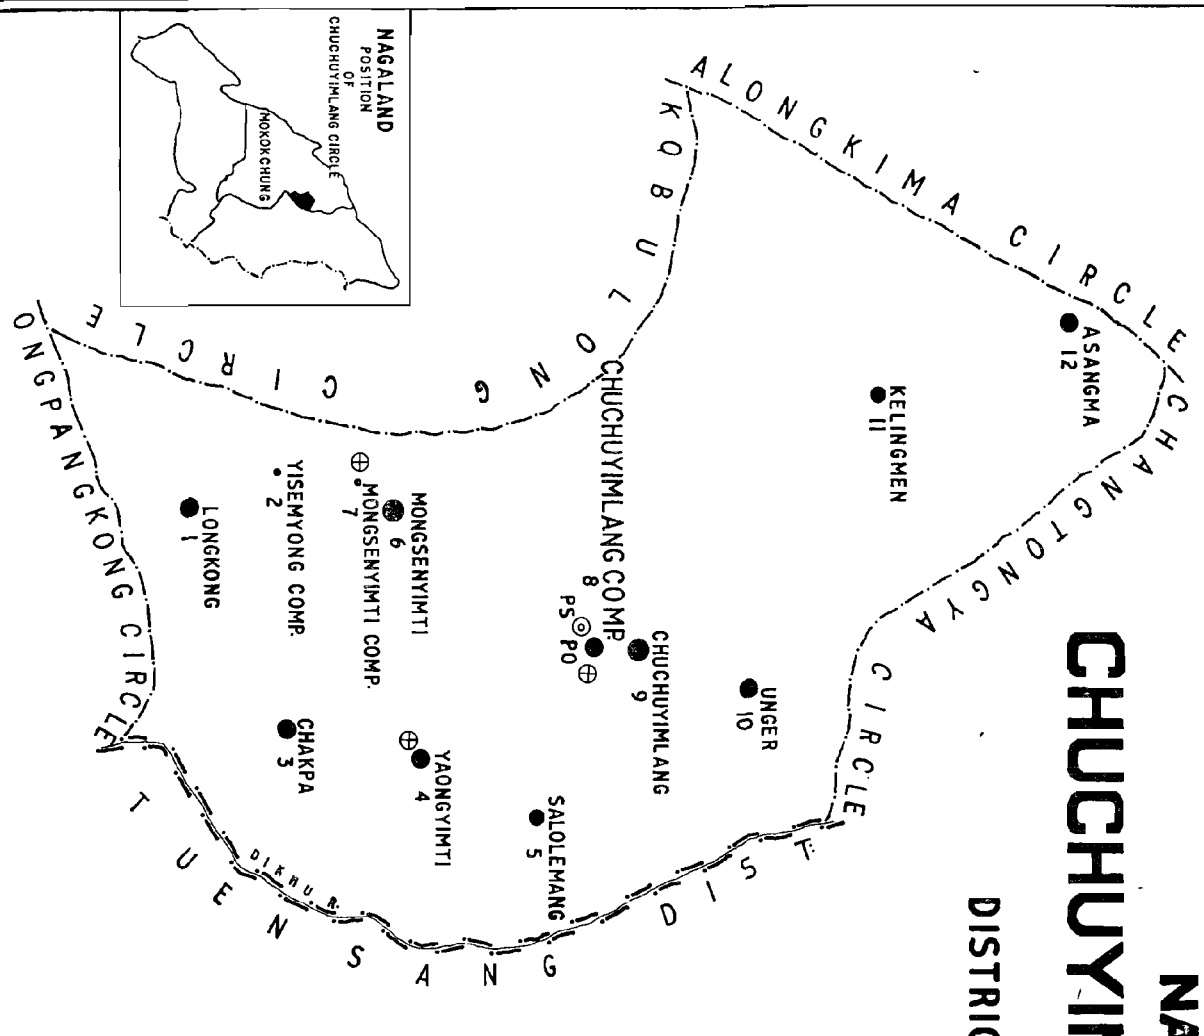 NA
CHUCHUYIM
DISTRIC
NAGALAND
POSITION
OF
CHUCHUYIMLANG CIRCLE
MOKOKCHUNG
ALONGKIMA CIRCLE
CHANGTONGYA CIRCLE
KOBULONG CIRCLE
ONGPANGKONG CIRCLE
TUENSANG DIST.
DIKHU R.
ASANGMA
12
KELINGMEN
11
UNGER
10
CHUCHUYIMLANG
9
CHUCHUYIMLANG COMP.
8
PS
PO
MONGSENYIMTI
6
MONGSENYIMTI COMP.
7
SALOLEMANG
5
YAONGYIMTI
4
YISEMYONG COMP.
2
CHAKPA
3
LONGKONG
1